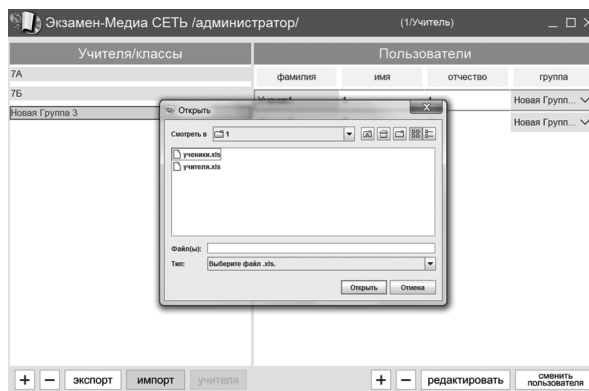 Экзамен-Медиа СЕТЬ /администратор/ (1/Учитель)
Учителя/классы Пользователи
7А
7Б
Новая Группа 3
фамилия имя отчество группа
Новая Групп...
Новая Групп...
Открыть
Смотреть в 1
ученики.xls
учителя.xls
Файл(ы):
Тип: Выберите файл .xls.
Открыть Отмена
+ − экспорт импорт учителя + − редактировать сменить пользователя